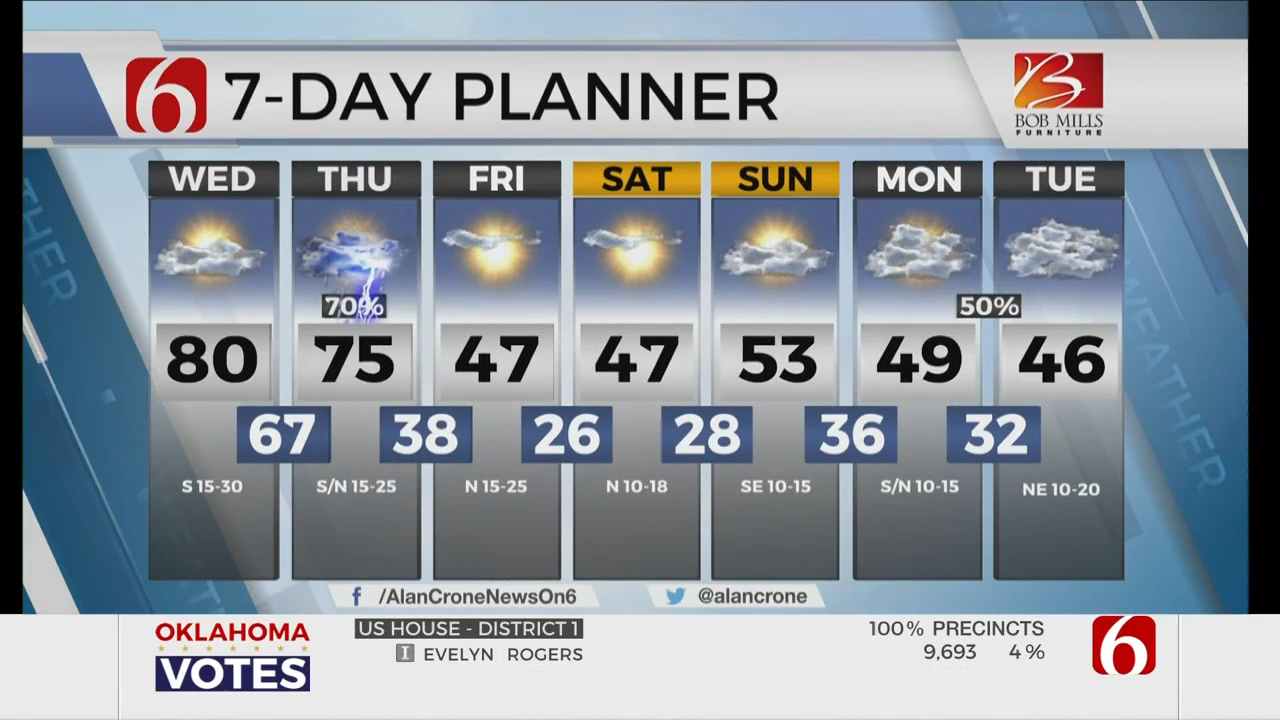 6 7-DAY PLANNER
B
BOB MILLS
FURNITURE
WED THU FRI SAT SUN MON TUE
70% 50%
80 75 47 47 53 49 46
67 38 26 28 36 32
S 15-30 S/N 15-25 N 15-25 N 10-18 SE 10-15 S/N 10-15 NE 10-20
THER
WEATHER
f /AlanCroneNewsOn6 @alancrone
OKLAHOMA
VOTES
US HOUSE - DISTRICT 1
I EVELYN ROGERS
100% PRECINCTS
9,693 4%
6